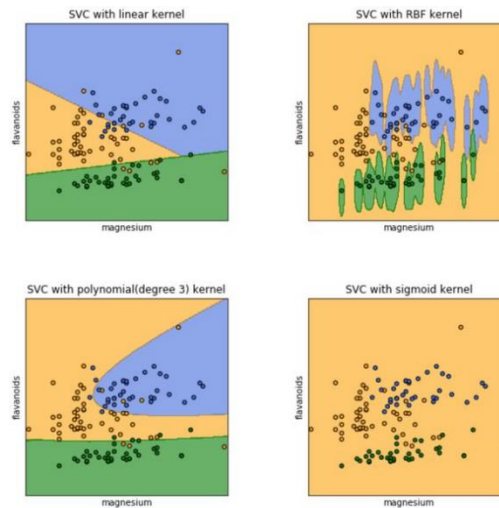 SVC with linear kernel
flavanoids
magnesium
SVC with RBF kernel
flavanoids
magnesium
SVC with polynomial(degree 3) kernel
flavanoids
magnesium
SVC with sigmoid kernel
flavanoids
magnesium